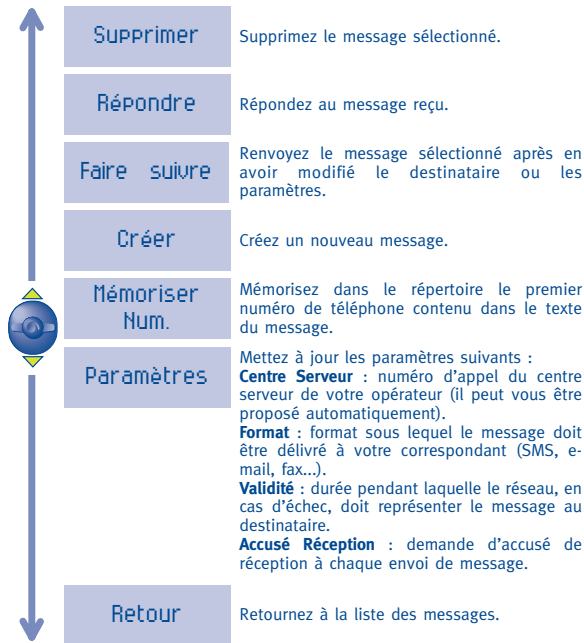 Supprimer
Supprimez le message sélectionné.
Répondre
Répondez au message reçu.
Faire suivre
Renvoyez le message sélectionné après en
avoir modifié le destinataire ou les
paramètres.
Créer
Créez un nouveau message.
Mémoriser
Num.
Mémorisez dans le répertoire le premier
numéro de téléphone contenu dans le texte
du message.
Paramètres
Mettez à jour les paramètres suivants :
Centre Serveur : numéro d'appel du centre
serveur de votre opérateur (il peut vous être
proposé automatiquement).
Format : format sous lequel le message doit
être délivré à votre correspondant (SMS, e-
mail, fax...).
Validité : durée pendant laquelle le réseau, en
cas d'échec, doit représenter le message au
destinataire.
Accusé Réception : demande d'accusé de
réception à chaque envoi de message.
Retour
Retournez à la liste des messages.